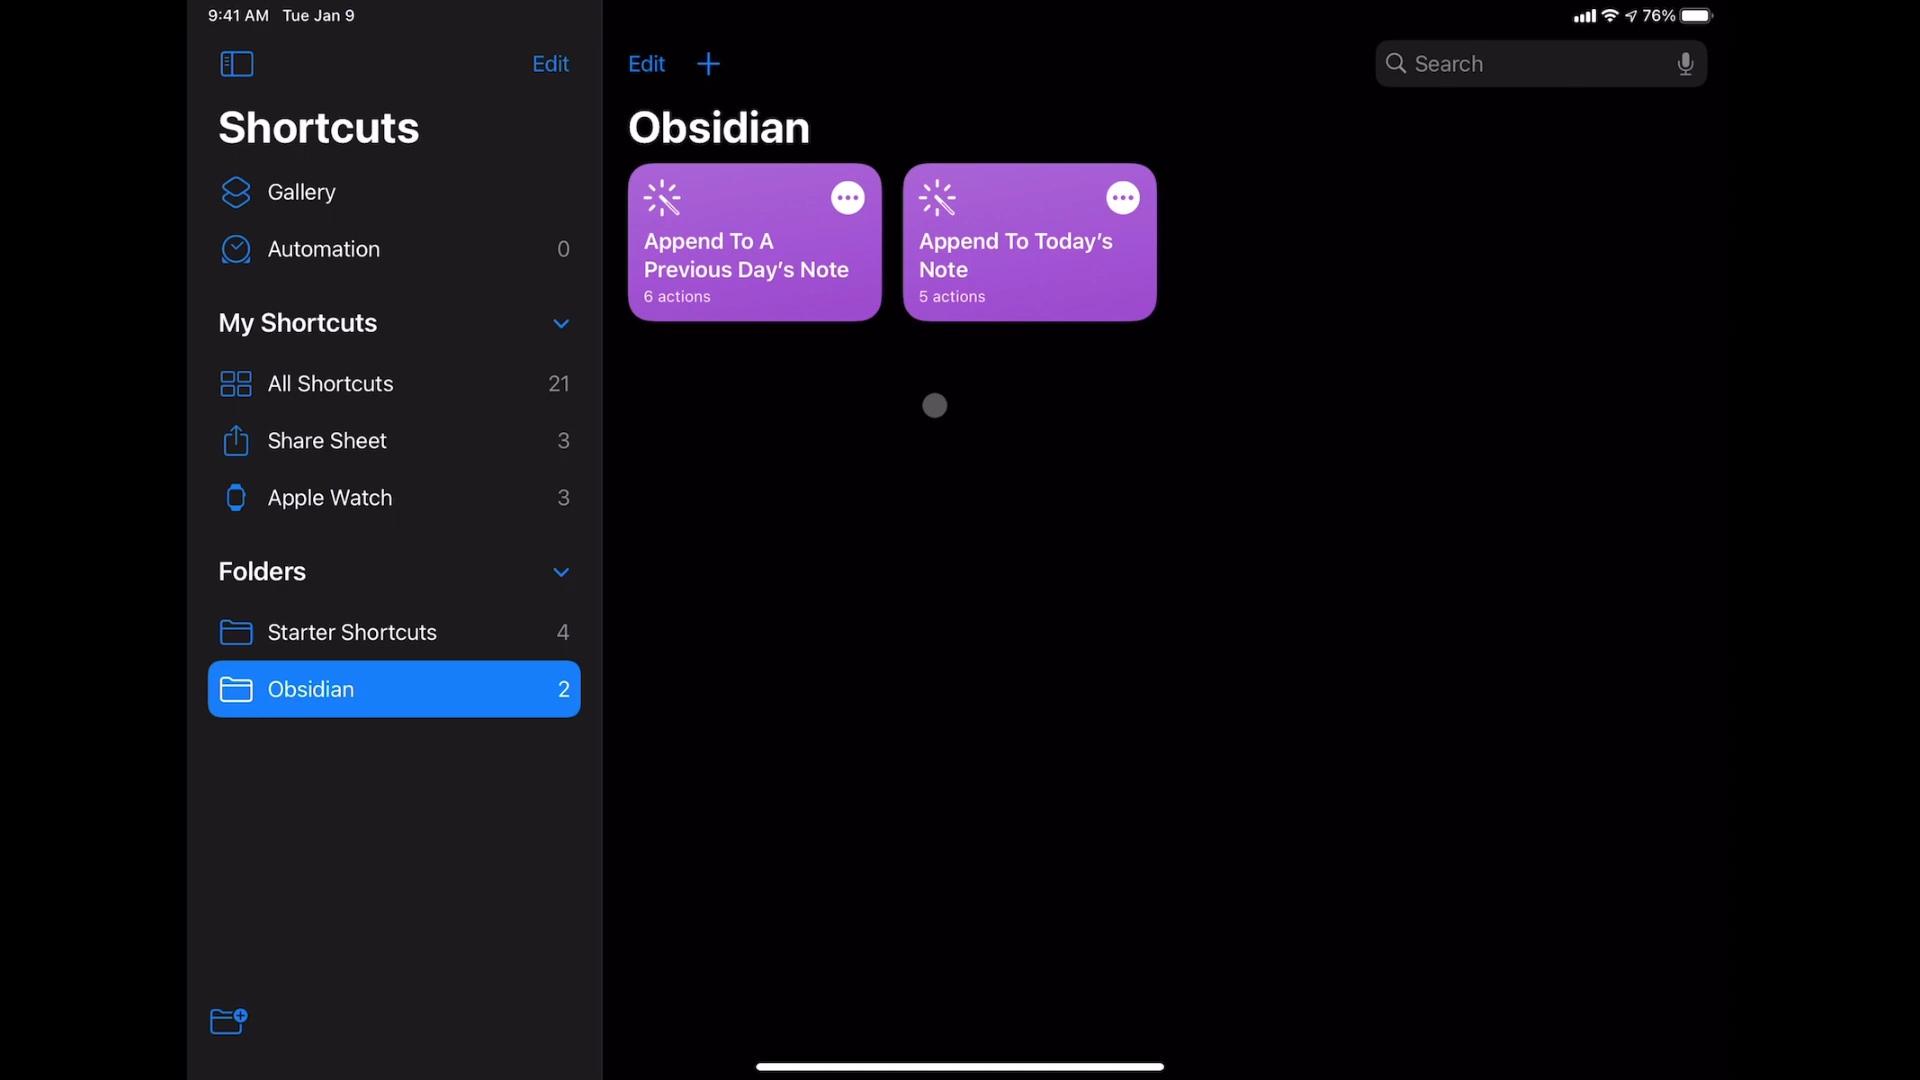 9:41 AM Tue Jan 9
76%
Edit
Shortcuts
Gallery
Automation 0
My Shortcuts
All Shortcuts 21
Share Sheet 3
Apple Watch 3
Folders
Starter Shortcuts 4
Obsidian 2
Edit
Search
Obsidian
Append To A
Previous Day’s Note
6 actions
Append To Today’s
Note
5 actions